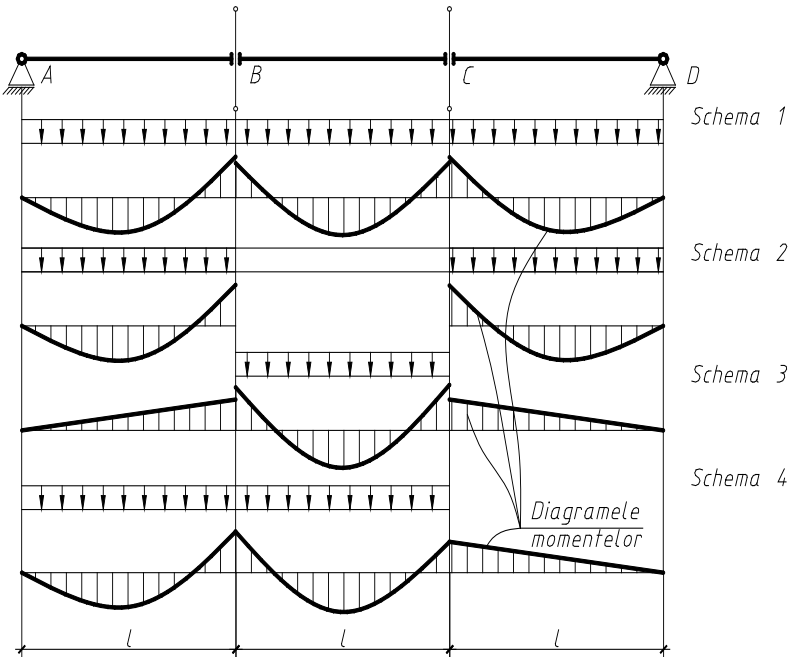 A B C D
Schema 1
Schema 2
Schema 3
Schema 4
Diagramele
momentelor
l l l